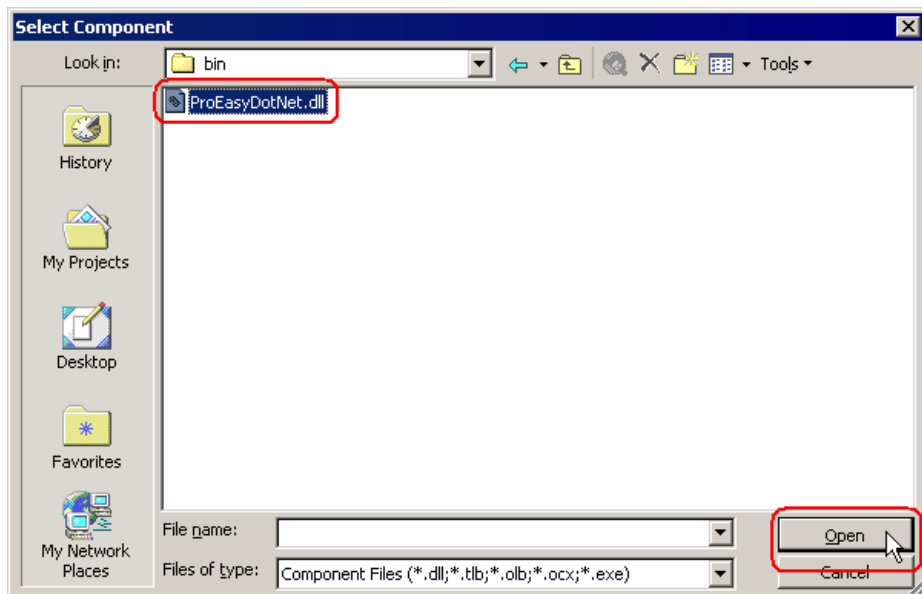 Select Component
Look in: bin Tools
ProEasyDotNet.dll
History
My Projects
Desktop
Favorites
My Network
Places
File name: Open
Files of type: Component Files (*.dll;*.tlb;*.olb;*.ocx;*.exe) Cancel